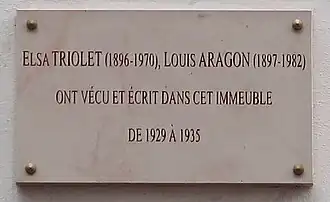 ELSA TRIOLET (1896-1970), LOUIS ARAGON (1897-1982)
ONT VÉCU ET ÉCRIT DANS CET IMMEUBLE
DE 1929 À 1935